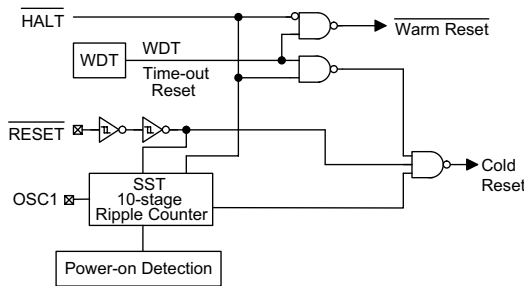 HALT
Warm Reset
WDT
WDT
Time-out
Reset
RESET
Cold
Reset
OSC1
SST
10-stage
Ripple Counter
Power-on Detection